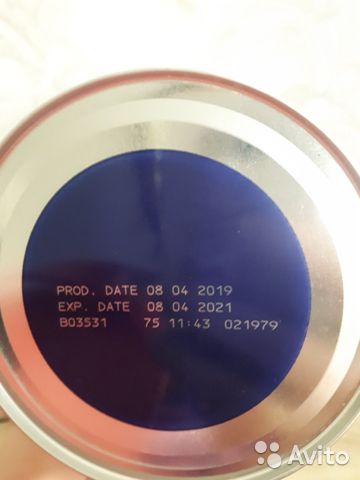 PROD. DATE 08 04 2019
EXP. DATE 08 04 2021
B03531 75 11:43 021979
Avito